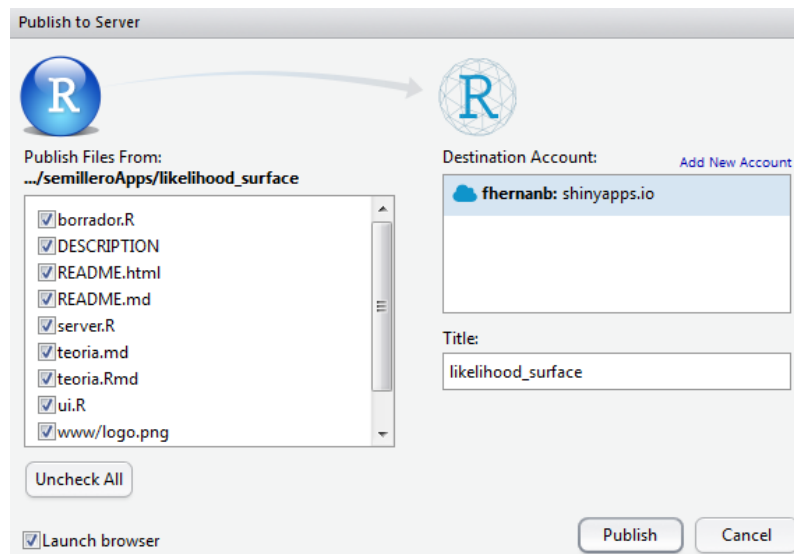 Publish to Server
R
R
Publish Files From:
.../semilleroApps/likelihood_surface
borrador.R
DESCRIPTION
README.html
README.md
server.R
teoria.md
teoria.Rmd
ui.R
www/logo.png
Uncheck All
Launch browser
Destination Account:
Add New Account
fhernanb: shinyapps.io
Title:
likelihood_surface
Publish
Cancel